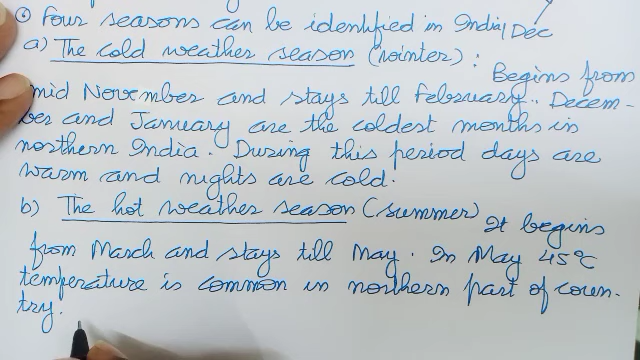 ⑥ Four seasons can be identified in India, Dec
a) The cold weather season (winter):
Begins from
mid November and stays till February.. Decem-
ber and January are the coldest months in
northern India. During this period days are
warm and nights are cold.
b) The hot weather season (summer) It begins
from March and stays till May. In May 45°C
temperature is common in northern part of coun-
try.